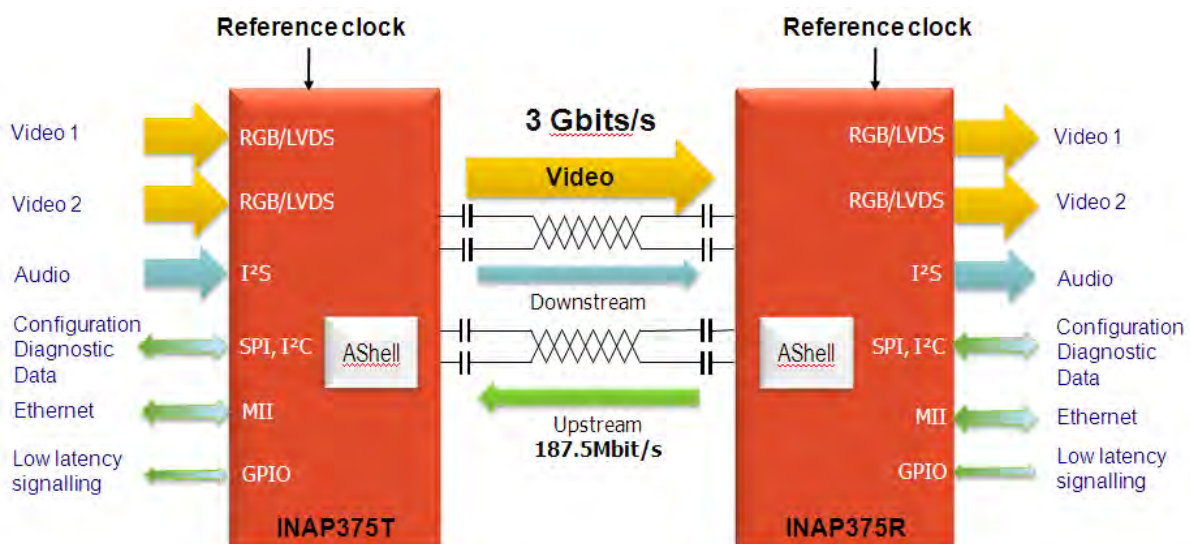 Reference clock
Reference clock
Video 1
Video 2
Audio
Configuration
Diagnostic
Data
Ethernet
Low latency
signalling
RGB/LVDS
RGB/LVDS
I²S
SPI, I²C
AShell
MII
GPIO
INAP375T
3 Gbits/s
Video
Downstream
Upstream
187.5Mbit/s
RGB/LVDS
RGB/LVDS
I²S
AShell
SPI, I²C
MII
GPIO
INAP375R
Video 1
Video 2
Audio
Configuration
Diagnostic
Data
Ethernet
Low latency
signalling